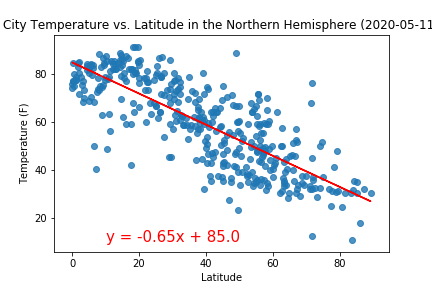 City Temperature vs. Latitude in the Northern Hemisphere (2020-05-11
Temperature (F)
80
60
40
20
y = -0.65x + 85.0
0 20 40 60 80
Latitude